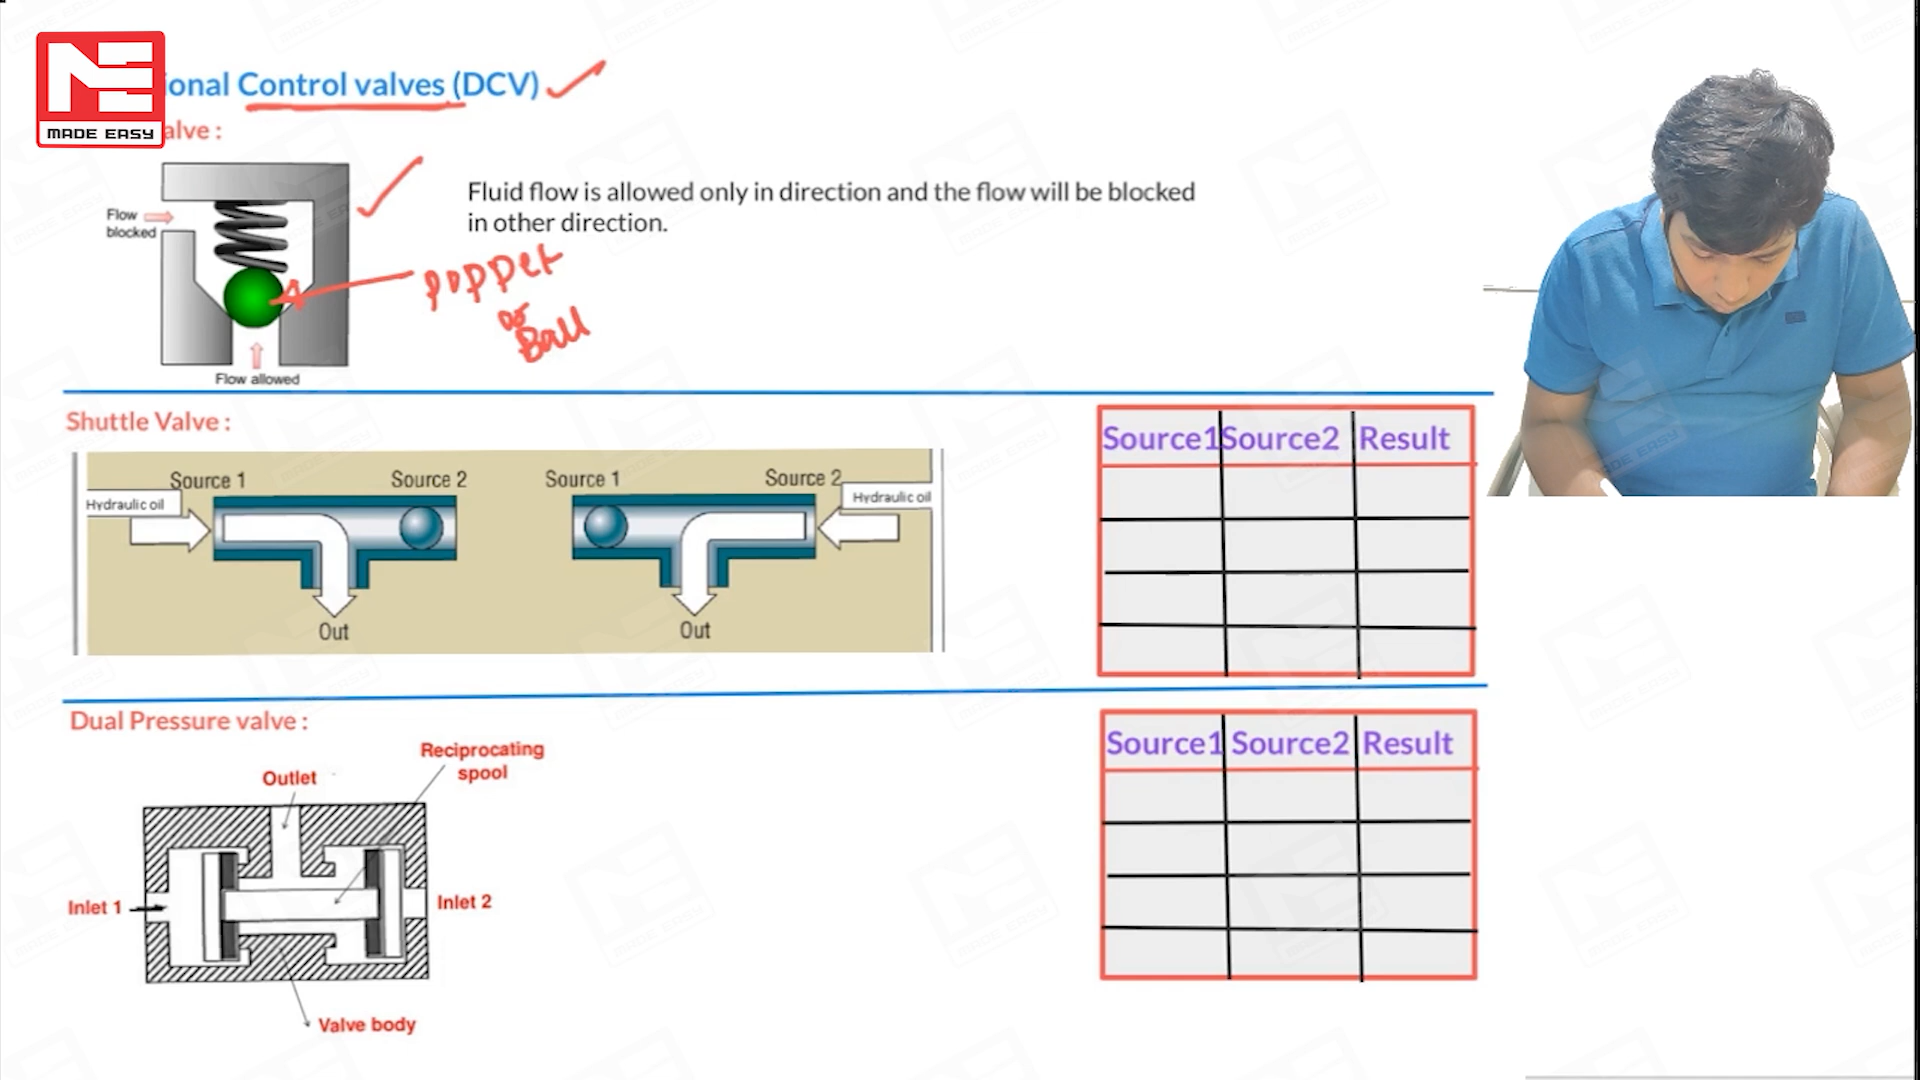 MADE EASY
ional Control valves (DCV)
alve :
Flow
blocked
Flow allowed
Fluid flow is allowed only in direction and the flow will be blocked
in other direction.
poppet
or
Ball
Shuttle Valve :
Source 1
Source 2
Hydraulic oil
Out
Source 1
Source 2
Hydraulic oil
Out
Source1 Source2 Result
Dual Pressure valve :
Reciprocating
spool
Outlet
Inlet 1
Inlet 2
Valve body
Source1 Source2 Result